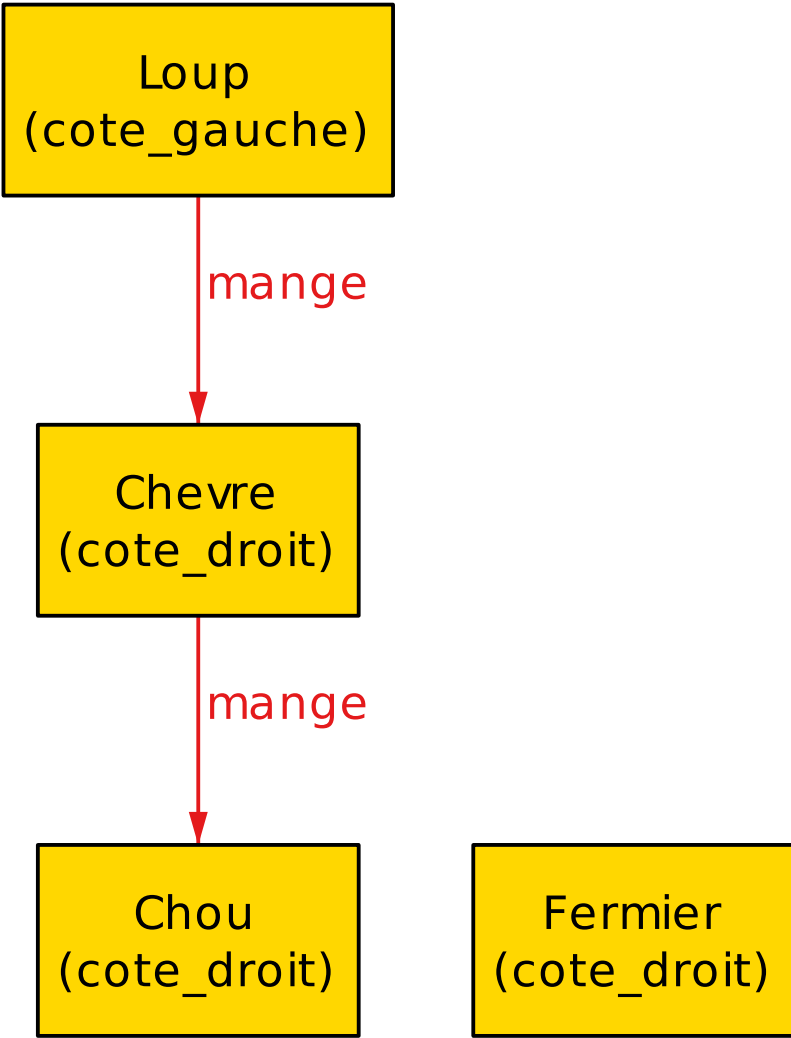 Loup
(cote_gauche)
mange
Chevre
(cote_droit)
mange
Chou
(cote_droit)
Fermier
(cote_droit)